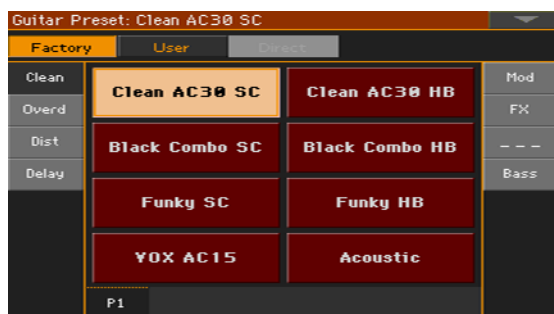 Guitar Preset: Clean AC30 SC
Factory User Direct
Clean Clean AC30 SC Clean AC30 HB Mod
Overd FX
Dist Black Combo SC Black Combo HB - - -
Delay Bass
Funky SC Funky HB
VOX AC15 Acoustic
P1